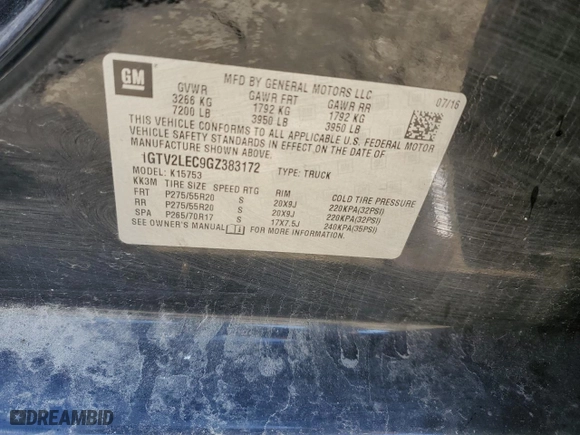 GM
MFD BY GENERAL MOTORS LLC
07/16
GVWR GAWR FRT GAWR RR
3266 KG 1792 KG 1792 KG
7200 LB 3950 LB 3950 LB
THIS VEHICLE CONFORMS TO ALL APPLICABLE U.S. FEDERAL MOTOR
VEHICLE SAFETY STANDARDS IN EFFECT ON THE DATE OF
MANUFACTURE SHOWN ABOVE.
1GTV2LEC9GZ383172 TYPE: TRUCK
MODEL: K15753
KK3M TIRE SIZE SPEED RTG RIM COLD TIRE PRESSURE
FRT P275/55R20 S 20X9J 220KPA(32PSI)
RR P275/55R20 S 20X9J 220KPA(32PSI)
SPA P265/70R17 S 17X7.5J 240KPA(35PSI)
SEE OWNER'S MANUAL FOR MORE INFORMATION.
DREAMBID